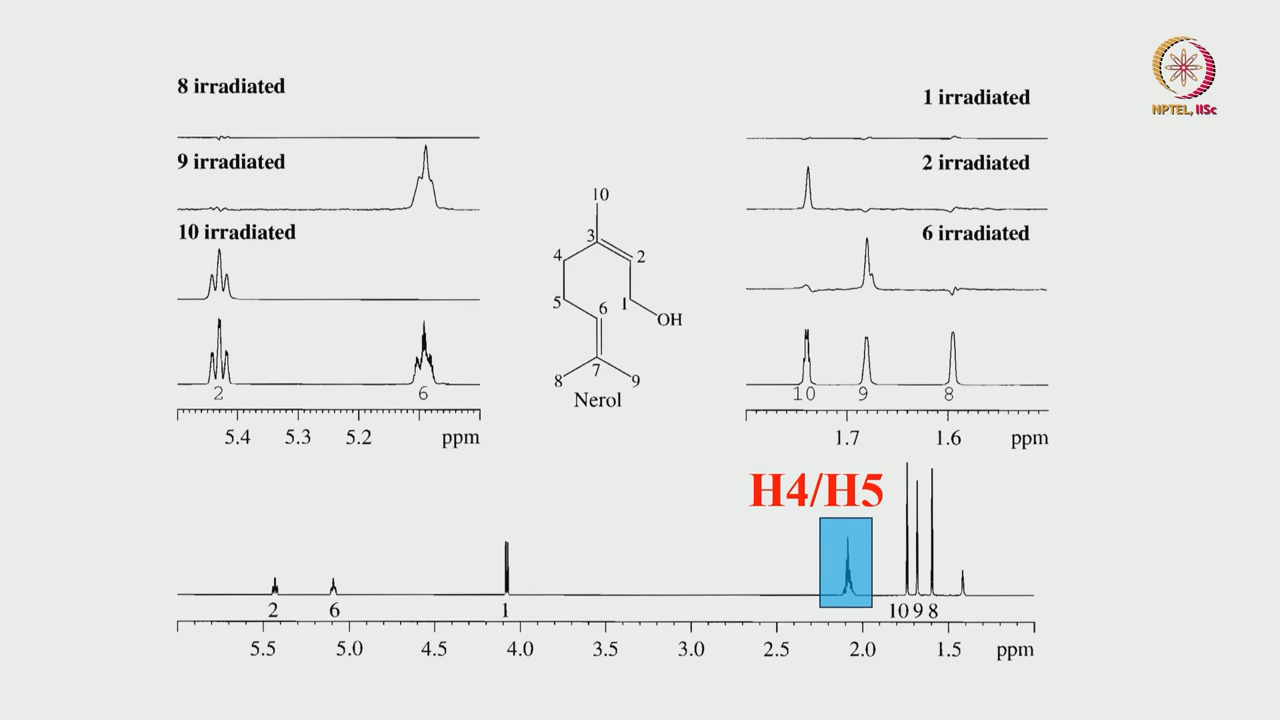 NPTEL, IISc
8 irradiated
9 irradiated
10 irradiated
2 6
5.4 5.3 5.2 ppm
10
3
4
2
5
6
1
OH
7
8
9
Nerol
1 irradiated
2 irradiated
6 irradiated
10 9 8
1.7 1.6 ppm
H4/H5
2 6 1 10 9 8
5.5 5.0 4.5 4.0 3.5 3.0 2.5 2.0 1.5 ppm